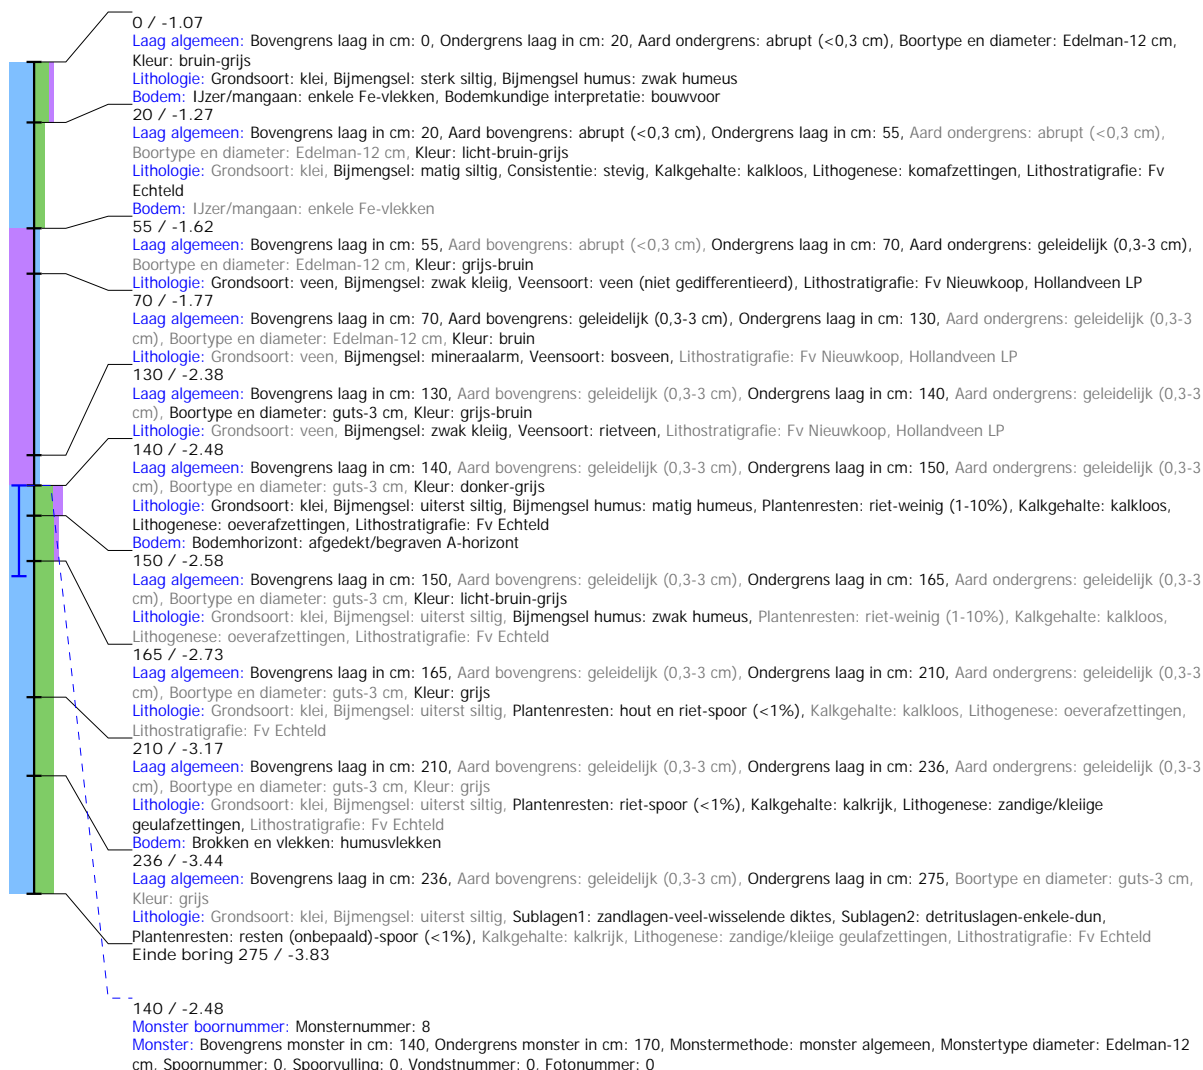 0 / -1.07
Laag algemeen: Bovengrens laag in cm: 0, Ondergrens laag in cm: 20, Aard ondergrens: abrupt (<0,3 cm), Boortype en diameter: Edelman-12 cm,
Kleur: bruin-grijs
Lithologie: Grondsoort: klei, Bijmengsel: sterk siltig, Bijmengsel humus: zwak humeus
Bodem: IJzer/mangaan: enkele Fe-vlekken, Bodemkundige interpretatie: bouwvoor
20 / -1.27
Laag algemeen: Bovengrens laag in cm: 20, Aard bovengrens: abrupt (<0,3 cm), Ondergrens laag in cm: 55, Aard ondergrens: abrupt (<0,3 cm),
Boortype en diameter: Edelman-12 cm, Kleur: licht-bruin-grijs
Lithologie: Grondsoort: klei, Bijmengsel: matig siltig, Consistentie: stevig, Kalkgehalte: kalkloos, Lithogenese: komafzettingen, Lithostratigrafie: Fv
Echteld
Bodem: IJzer/mangaan: enkele Fe-vlekken
55 / -1.62
Laag algemeen: Bovengrens laag in cm: 55, Aard bovengrens: abrupt (<0,3 cm), Ondergrens laag in cm: 70, Aard ondergrens: geleidelijk (0,3-3 cm),
Boortype en diameter: Edelman-12 cm, Kleur: grijs-bruin
Lithologie: Grondsoort: veen, Bijmengsel: zwak kleiig, Veensoort: veen (niet gedifferentieerd), Lithostratigrafie: Fv Nieuwkoop, Hollandveen LP
70 / -1.77
Laag algemeen: Bovengrens laag in cm: 70, Aard bovengrens: geleidelijk (0,3-3 cm), Ondergrens laag in cm: 130, Aard ondergrens: geleidelijk (0,3-3
cm), Boortype en diameter: Edelman-12 cm, Kleur: bruin
Lithologie: Grondsoort: veen, Bijmengsel: mineraalarm, Veensoort: bosveen, Lithostratigrafie: Fv Nieuwkoop, Hollandveen LP
130 / -2.38
Laag algemeen: Bovengrens laag in cm: 130, Aard bovengrens: geleidelijk (0,3-3 cm), Ondergrens laag in cm: 140, Aard ondergrens: geleidelijk (0,3-3
cm), Boortype en diameter: guts-3 cm, Kleur: grijs-bruin
Lithologie: Grondsoort: veen, Bijmengsel: zwak kleiig, Veensoort: rietveen, Lithostratigrafie: Fv Nieuwkoop, Hollandveen LP
140 / -2.48
Laag algemeen: Bovengrens laag in cm: 140, Aard bovengrens: geleidelijk (0,3-3 cm), Ondergrens laag in cm: 150, Aard ondergrens: geleidelijk (0,3-3
cm), Boortype en diameter: guts-3 cm, Kleur: donker-grijs
Lithologie: Grondsoort: klei, Bijmengsel: uiterst siltig, Bijmengsel humus: matig humeus, Plantenresten: riet-weinig (1-10%), Kalkgehalte: kalkloos,
Lithogenese: oeverafzettingen, Lithostratigrafie: Fv Echteld
Bodem: Bodemhorizont: afgedekt/begraven A-horizont
150 / -2.58
Laag algemeen: Bovengrens laag in cm: 150, Aard bovengrens: geleidelijk (0,3-3 cm), Ondergrens laag in cm: 165, Aard ondergrens: geleidelijk (0,3-3
cm), Boortype en diameter: guts-3 cm, Kleur: licht-bruin-grijs
Lithologie: Grondsoort: klei, Bijmengsel: uiterst siltig, Bijmengsel humus: zwak humeus, Plantenresten: riet-weinig (1-10%), Kalkgehalte: kalkloos,
Lithogenese: oeverafzettingen, Lithostratigrafie: Fv Echteld
165 / -2.73
Laag algemeen: Bovengrens laag in cm: 165, Aard bovengrens: geleidelijk (0,3-3 cm), Ondergrens laag in cm: 210, Aard ondergrens: geleidelijk (0,3-3
cm), Boortype en diameter: guts-3 cm, Kleur: grijs
Lithologie: Grondsoort: klei, Bijmengsel: uiterst siltig, Plantenresten: hout en riet-spoor (<1%), Kalkgehalte: kalkloos, Lithogenese: oeverafzettingen,
Lithostratigrafie: Fv Echteld
210 / -3.17
Laag algemeen: Bovengrens laag in cm: 210, Aard bovengrens: geleidelijk (0,3-3 cm), Ondergrens laag in cm: 236, Aard ondergrens: geleidelijk (0,3-3
cm), Boortype en diameter: guts-3 cm, Kleur: grijs
Lithologie: Grondsoort: klei, Bijmengsel: uiterst siltig, Plantenresten: riet-spoor (<1%), Kalkgehalte: kalkrijk, Lithogenese: zandige/kleiige
geulafzettingen, Lithostratigrafie: Fv Echteld
Bodem: Brokken en vlekken: humusvlekken
236 / -3.44
Laag algemeen: Bovengrens laag in cm: 236, Aard bovengrens: geleidelijk (0,3-3 cm), Ondergrens laag in cm: 275, Boortype en diameter: guts-3 cm,
Kleur: grijs
Lithologie: Grondsoort: klei, Bijmengsel: uiterst siltig, Sublagen1: zandlagen-veel-wisselende diktes, Sublagen2: detrituslagen-enkele-dun,
Plantenresten: resten (onbepaald)-spoor (<1%), Kalkgehalte: kalkrijk, Lithogenese: zandige/kleiige geulafzettingen, Lithostratigrafie: Fv Echteld
Einde boring 275 / -3.83
140 / -2.48
Monster boornummer: Monsternummer: 8
Monster: Bovengrens monster in cm: 140, Ondergrens monster in cm: 170, Monstermethode: monster algemeen, Monstertype diameter: Edelman-12
cm, Spoornummer: 0, Spoorvulling: 0, Vondstnummer: 0, Fotonummer: 0